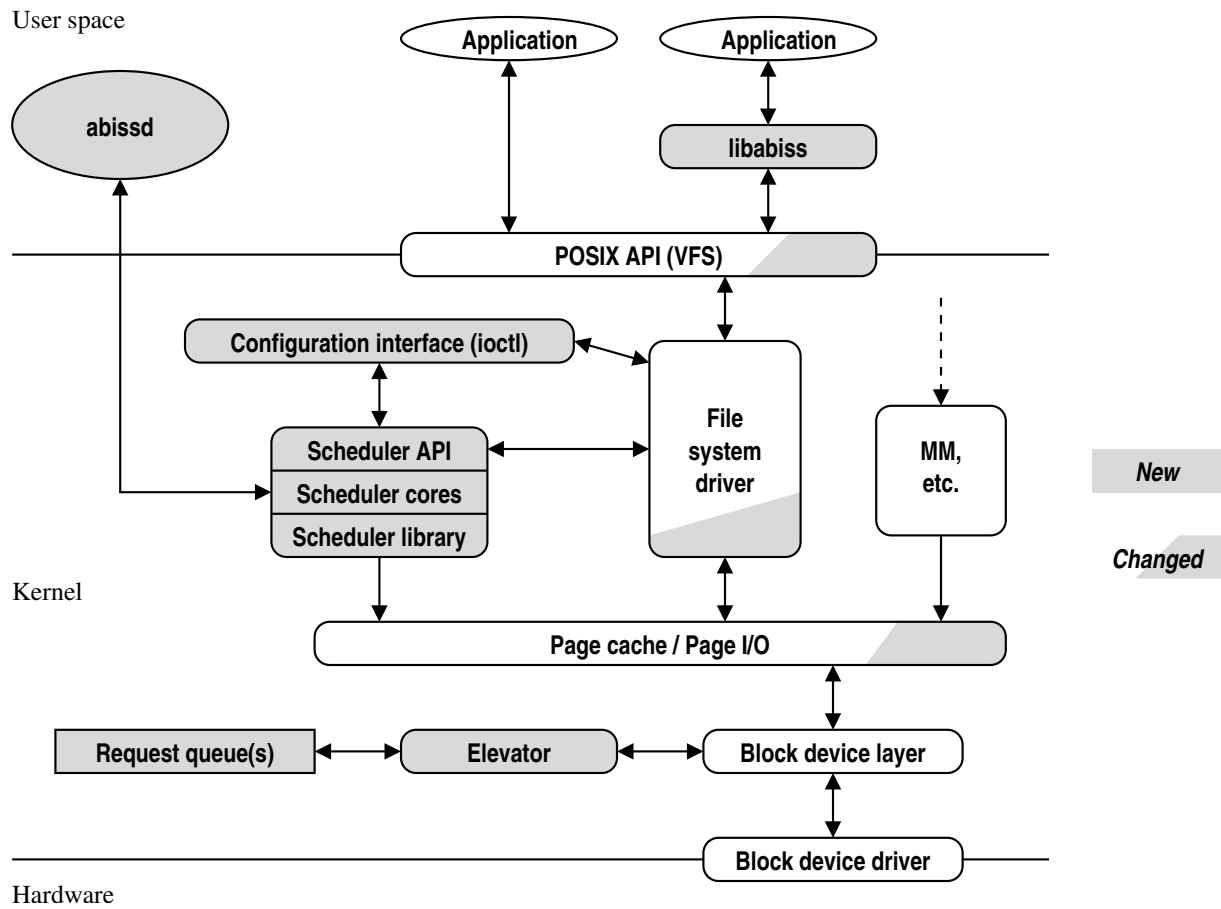 User space
Application
Application
abissd
libabiss
POSIX API (VFS)
Configuration interface (ioctl)
Scheduler API
Scheduler cores
Scheduler library
File
system
driver
MM,
etc.
New
Changed
Kernel
Page cache / Page I/O
Request queue(s)
Elevator
Block device layer
Block device driver
Hardware